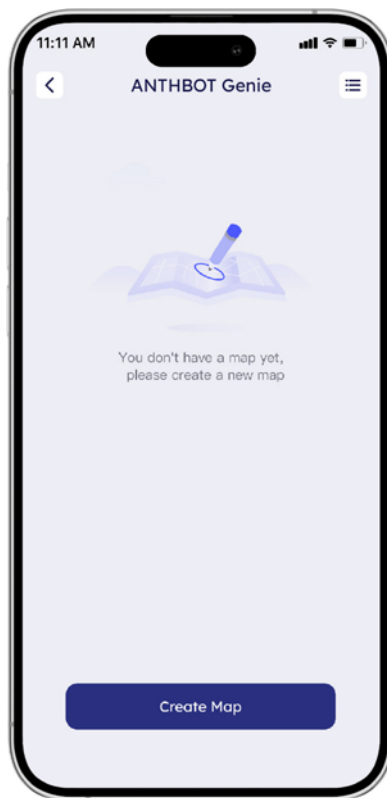 11:11 AM
ANTHBOT Genie
You don't have a map yet,
please create a new map
Create Map